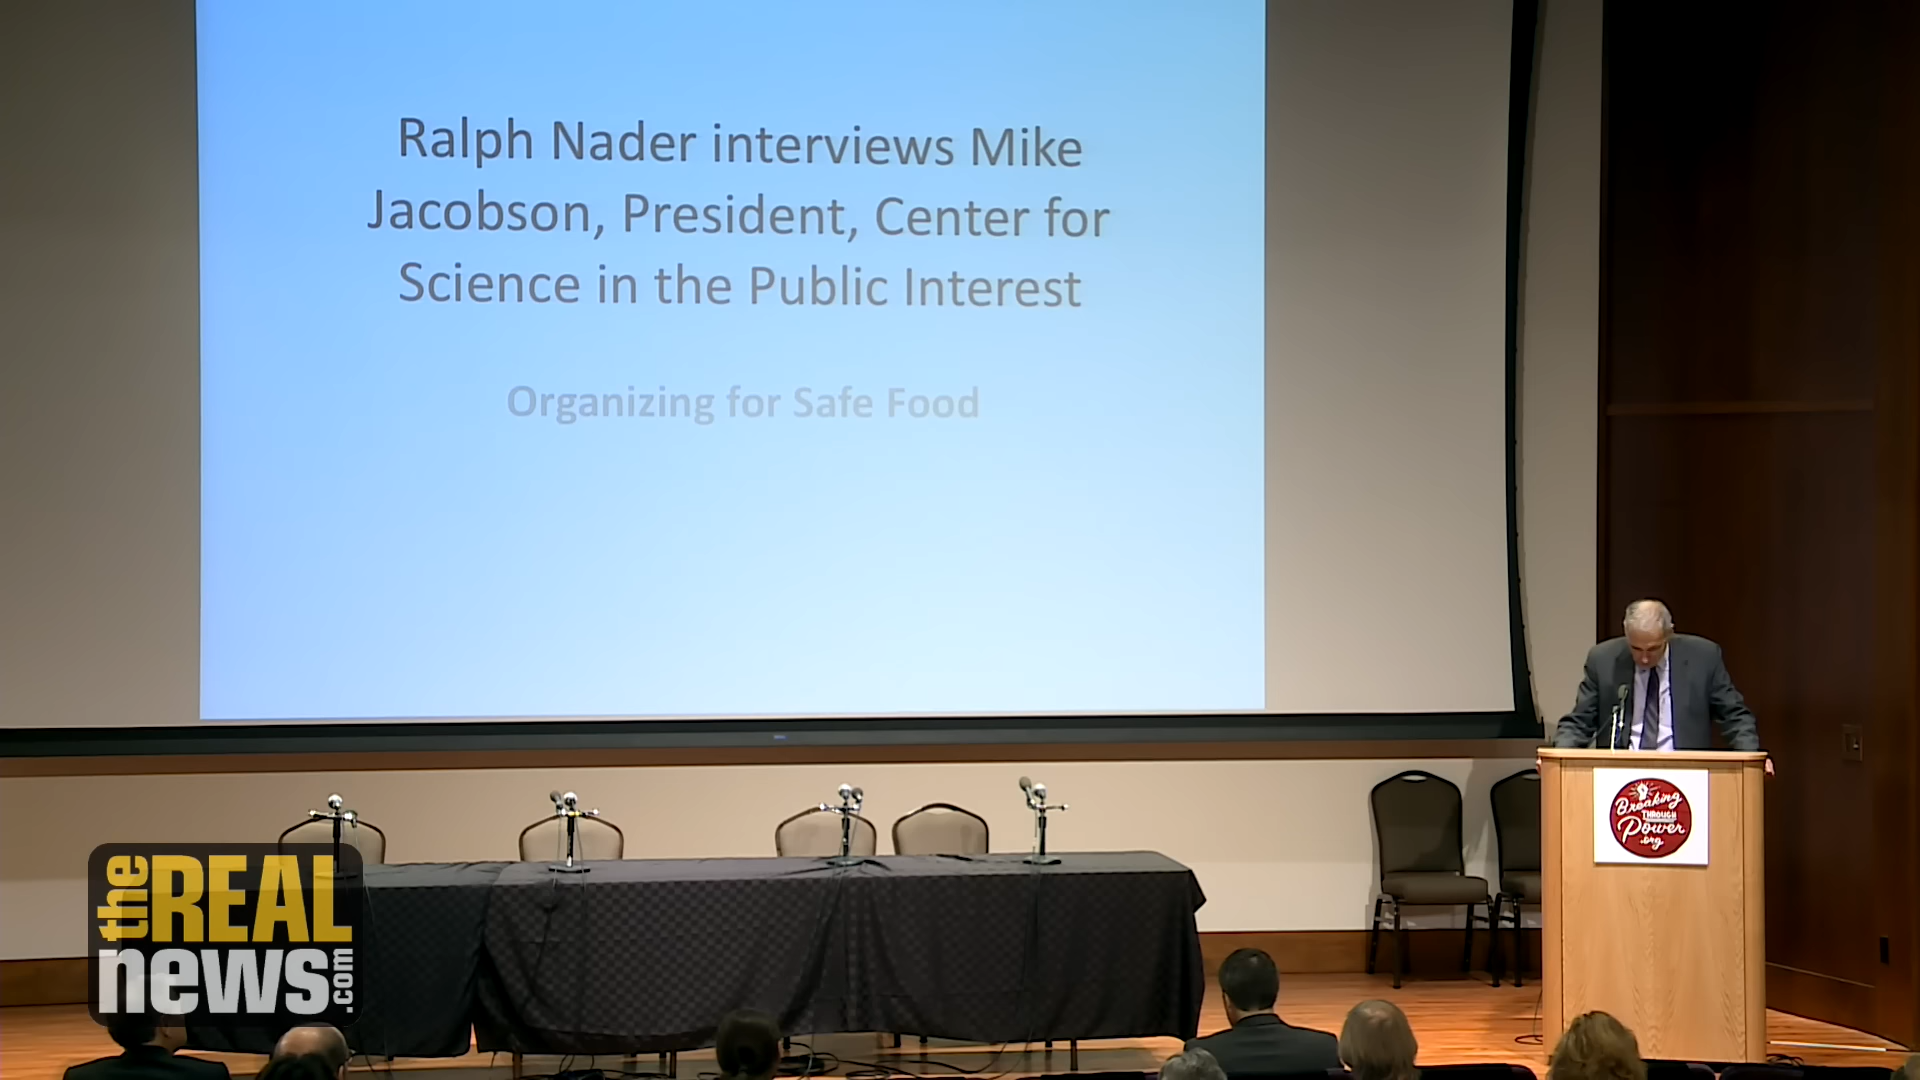 Ralph Nader interviews Mike
Jacobson, President, Center for
Science in the Public Interest
Organizing for Safe Food
Breaking
THROUGH
Power
.org
the REAL
news.com